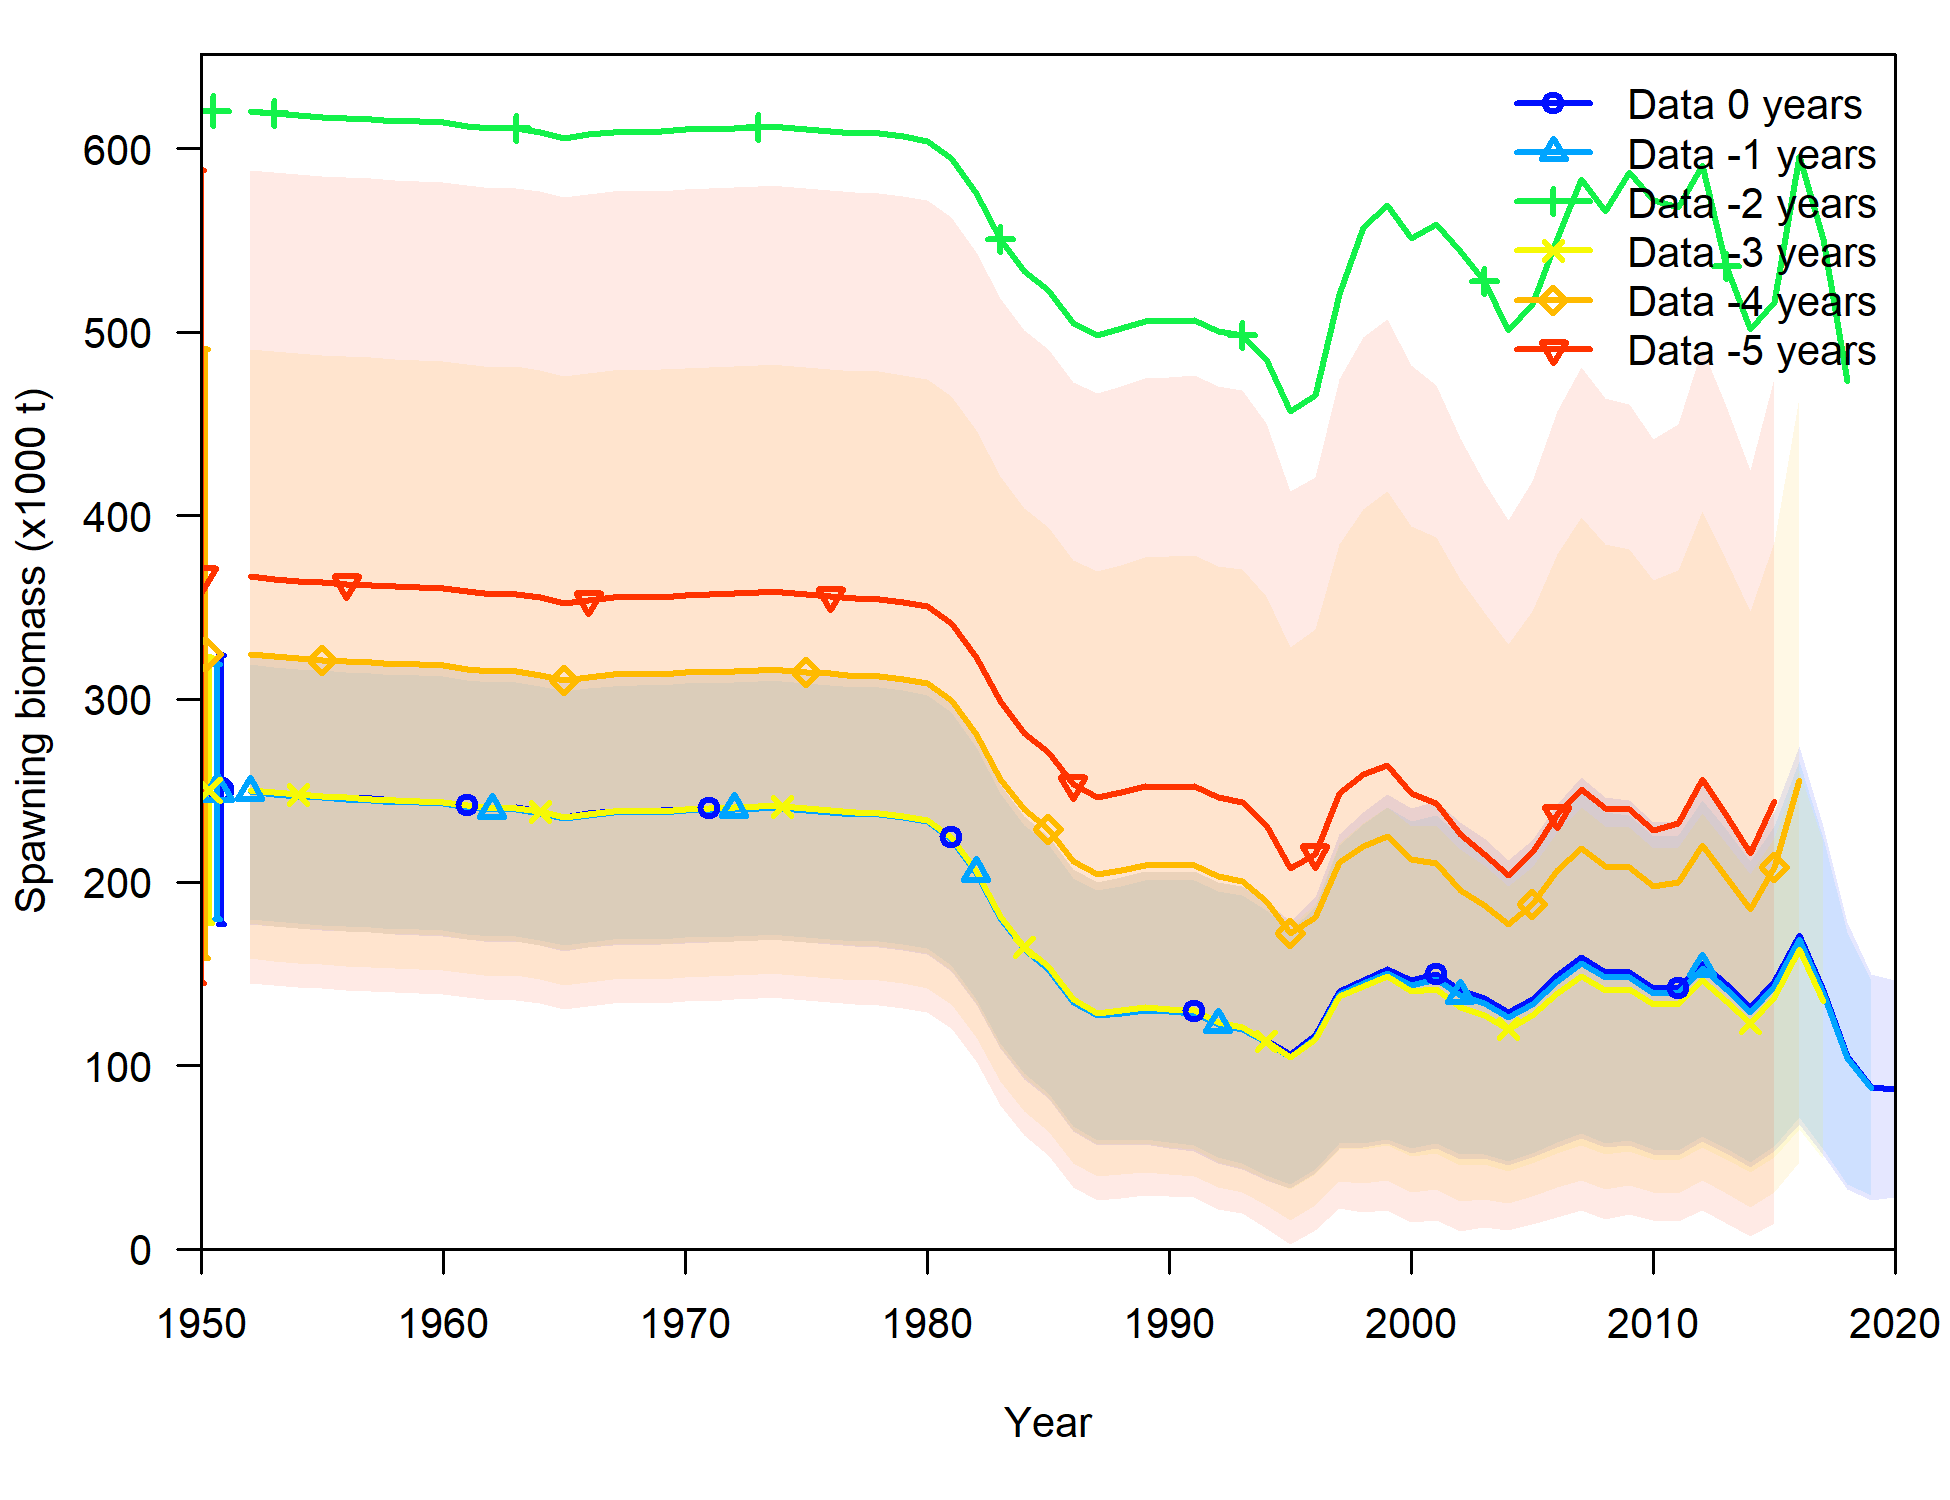 Data 0 years
Data -1 years
Data -2 years
Data -3 years
Data -4 years
Data -5 years
600
500
400
300
200
100
0
Spawning biomass (x1000 t)
1950 1960 1970 1980 1990 2000 2010 2020
Year